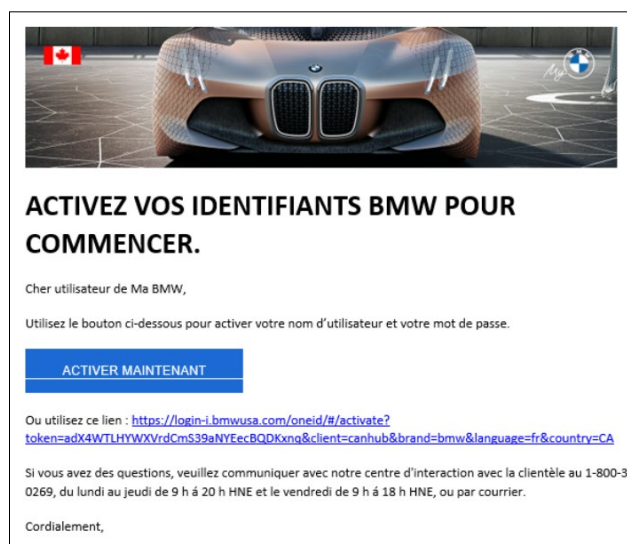 My
ACTIVEZ VOS IDENTIFIANTS BMW POUR
COMMENCER.
Cher utilisateur de Ma BMW,
Utilisez le bouton ci-dessous pour activer votre nom d'utilisateur et votre mot de passe.
ACTIVER MAINTENANT
Ou utilisez ce lien : https://login-i.bmwusa.com/oneid/#/activate?
token=adX4WTLHYWXVrdCmS39aNYEecBQDKxnq&client=canhub&brand=bmw&language=fr&country=CA
Si vous avez des questions, veuillez communiquer avec notre centre d'interaction avec la clientèle au 1-800-3
0269, du lundi au jeudi de 9 h á 20 h HNE et le vendredi de 9 h á 18 h HNE, ou par courrier.
Cordialement,